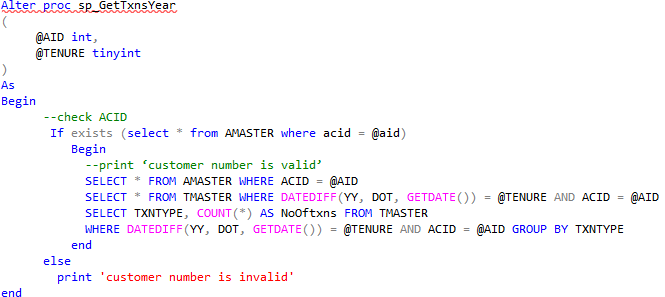 Alter proc sp_GetTxnsYear
(
@AID int,
@TENURE tinyint
)
As
Begin
--check ACID
If exists (select * from AMASTER where acid = @aid)
Begin
--print ‘customer number is valid’
SELECT * FROM AMASTER WHERE ACID = @AID
SELECT * FROM TMASTER WHERE DATEDIFF(YY, DOT, GETDATE()) = @TENURE AND ACID = @AID
SELECT TXNTYPE, COUNT(*) AS NoOftxns FROM TMASTER
WHERE DATEDIFF(YY, DOT, GETDATE()) = @TENURE AND ACID = @AID GROUP BY TXNTYPE
end
else
print 'customer number is invalid'
end